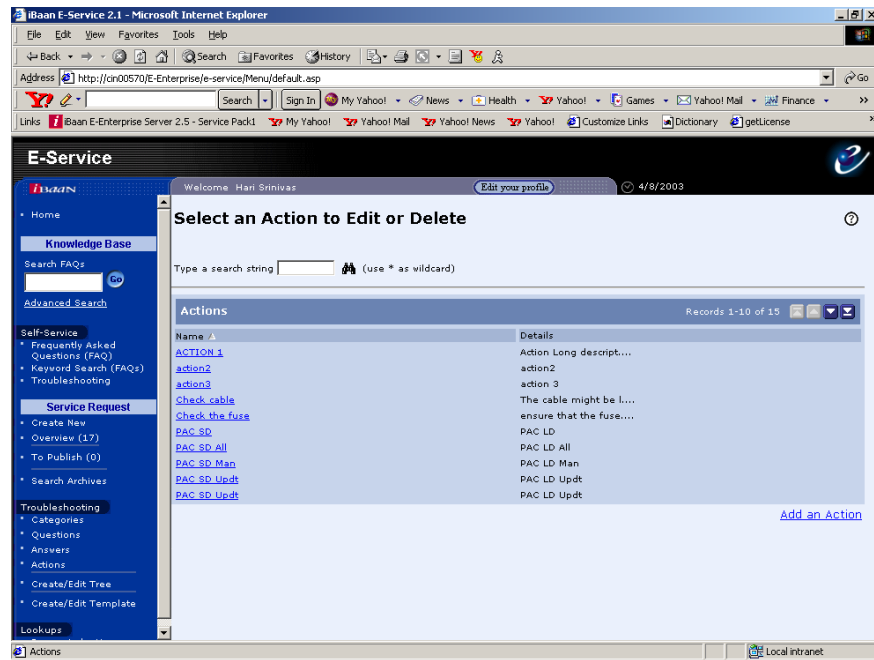 iBaan E-Service 2.1 - Microsoft Internet Explorer
File Edit View Favorites Tools Help
Back Search Favorites History
Address http://cin00570/E-Enterprise/e-service/Menu/default.asp Go
Y! Search Sign In My Yahoo! News Health Yahoo! Games Yahoo! Mail Finance »
Links iBaan E-Enterprise Server 2.5 - Service Pack1 My Yahoo! Yahoo! Mail Yahoo! News Yahoo! Customize Links Dictionary getLicense »
E-Service
iBaan Welcome Hari Srinivas Edit your profile 4/8/2003
Home
Knowledge Base
Search FAQs
Go
Advanced Search
Self-Service
Frequently Asked
Questions (FAQ)
Keyword Search (FAQs)
Troubleshooting
Service Request
Create New
Overview (17)
To Publish (0)
Search Archives
Troubleshooting
Categories
Questions
Answers
Actions
Create/Edit Tree
Create/Edit Template
Lookups
Select an Action to Edit or Delete
Type a search string (use * as wildcard)
Actions Records 1-10 of 15
Name Details
ACTION 1 Action Long descript....
action2 action2
action3 action 3
Check cable The cable might be l....
Check the fuse ensure that the fuse....
PAC SD PAC LD
PAC SD All PAC LD All
PAC SD Man PAC LD Man
PAC SD Updt PAC LD Updt
PAC SD Updt PAC LD Updt
Add an Action
Actions Local intranet